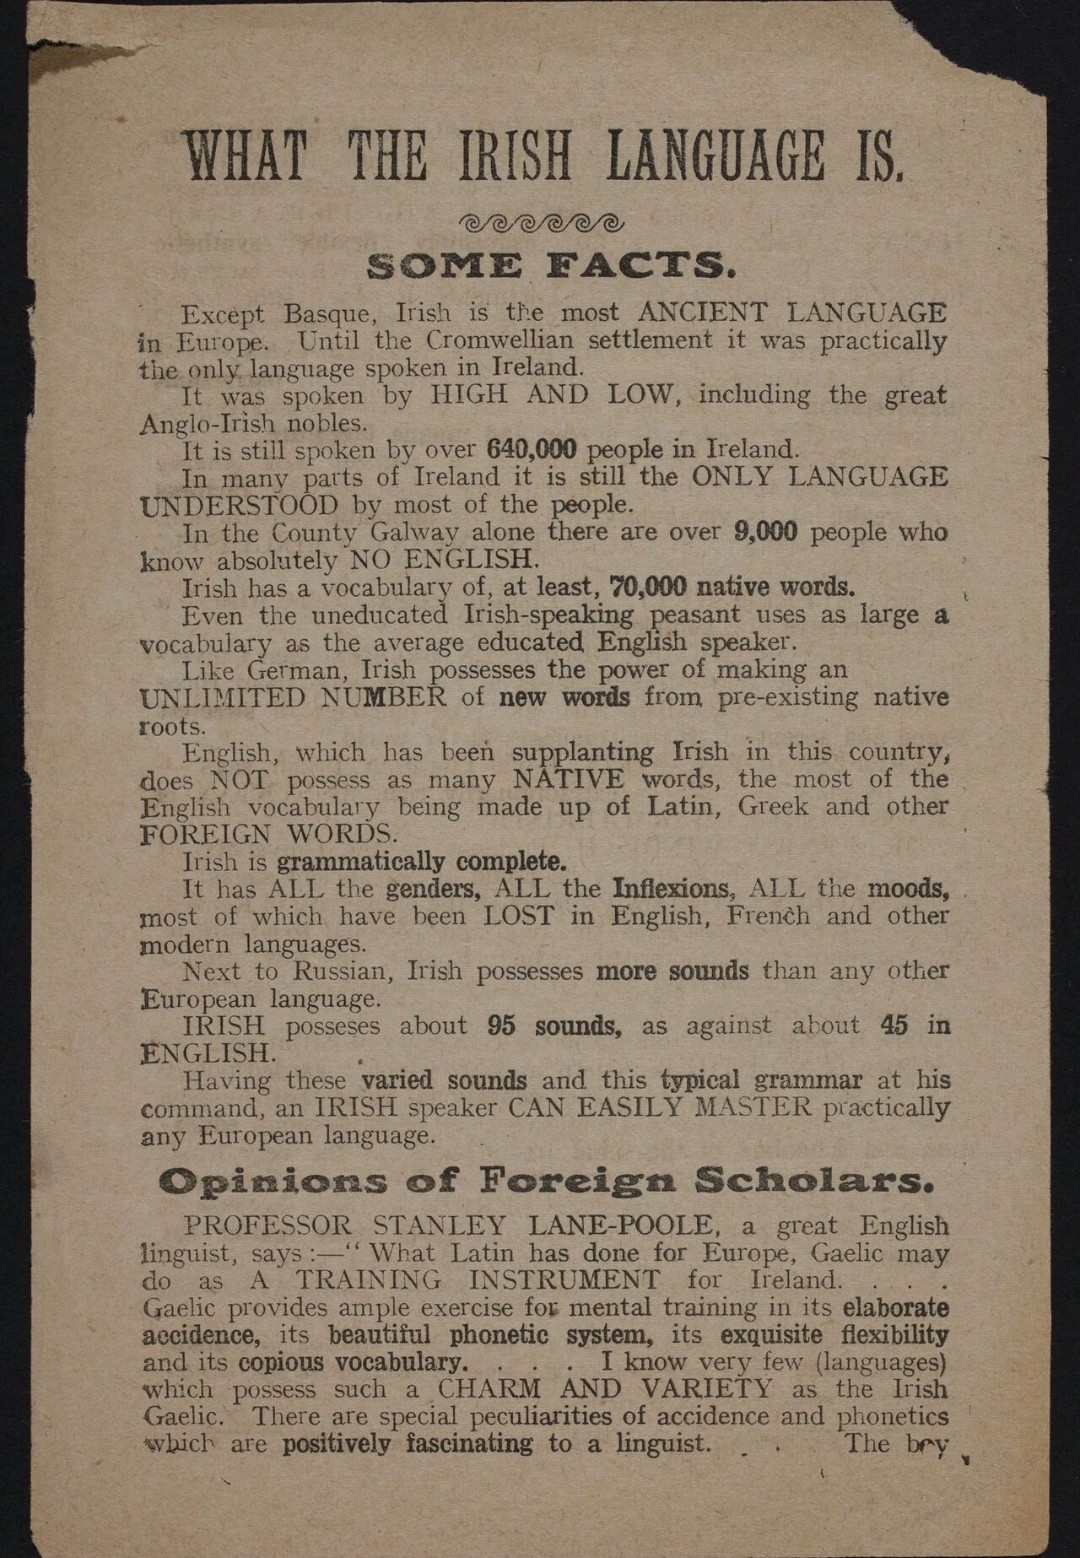 WHAT THE IRISH LANGUAGE IS.
SOME FACTS.
Except Basque, Irish is the most ANCIENT LANGUAGE
in Europe. Until the Cromwellian settlement it was practically
the only language spoken in Ireland.
It was spoken by HIGH AND LOW, including the great
Anglo-Irish nobles.
It is still spoken by over 640,000 people in Ireland.
In many parts of Ireland it is still the ONLY LANGUAGE
UNDERSTOOD by most of the people.
In the County Galway alone there are over 9,000 people who
know absolutely NO ENGLISH.
Irish has a vocabulary of, at least, 70,000 native words.
Even the uneducated Irish-speaking peasant uses as large a
vocabulary as the average educated English speaker.
Like German, Irish possesses the power of making an
UNLIMITED NUMBER of new words from pre-existing native
roots.
English, which has been supplanting Irish in this country,
does NOT possess as many NATIVE words, the most of the
English vocabulary being made up of Latin, Greek and other
FOREIGN WORDS.
Irish is grammatically complete.
It has ALL the genders, ALL the Inflexions, ALL the moods,
most of which have been LOST in English, French and other
modern languages.
Next to Russian, Irish possesses more sounds than any other
European language.
IRISH posseses about 95 sounds, as against about 45 in
ENGLISH.
Having these varied sounds and this typical grammar at his
command, an IRISH speaker CAN EASILY MASTER practically
any European language.
Opinions of Foreign Scholars.
PROFESSOR STANLEY LANE-POOLE, a great English
linguist, says :—“ What Latin has done for Europe, Gaelic may
do as A TRAINING INSTRUMENT for Ireland. . . .
Gaelic provides ample exercise for mental training in its elaborate
accidence, its beautiful phonetic system, its exquisite flexibility
and its copious vocabulary. . . . I know very few (languages)
which possess such a CHARM AND VARIETY as the Irish
Gaelic. There are special peculiarities of accidence and phonetics
which are positively fascinating to a linguist. . . The boy